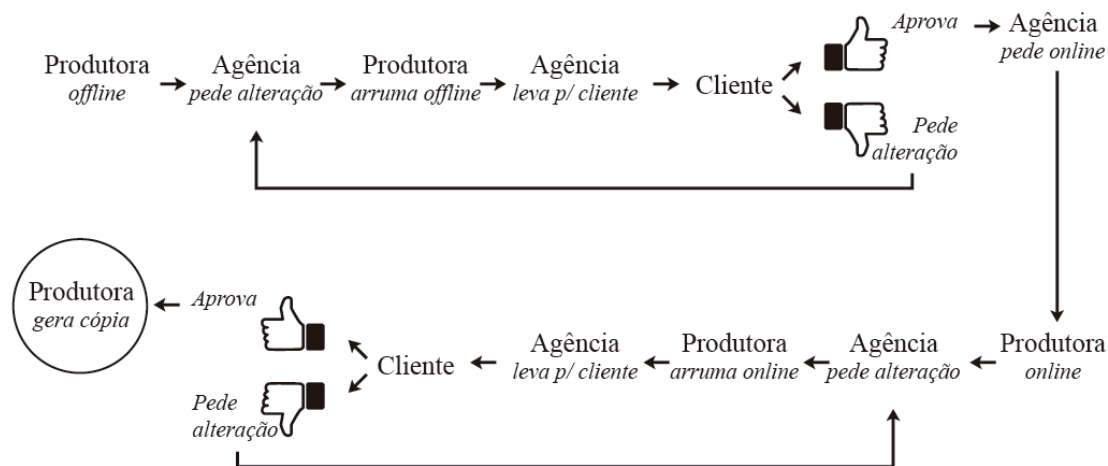 Produtora
offline
Agência
pede alteração
Produtora
arruma offline
Agência
leva p/ cliente
Cliente
Aprova
Pede
alteração
Agência
pede online
Produtora
online
Agência
pede alteração
Produtora
arruma online
Agência
leva p/ cliente
Cliente
Aprova
Pede
alteração
Produtora
gera cópia